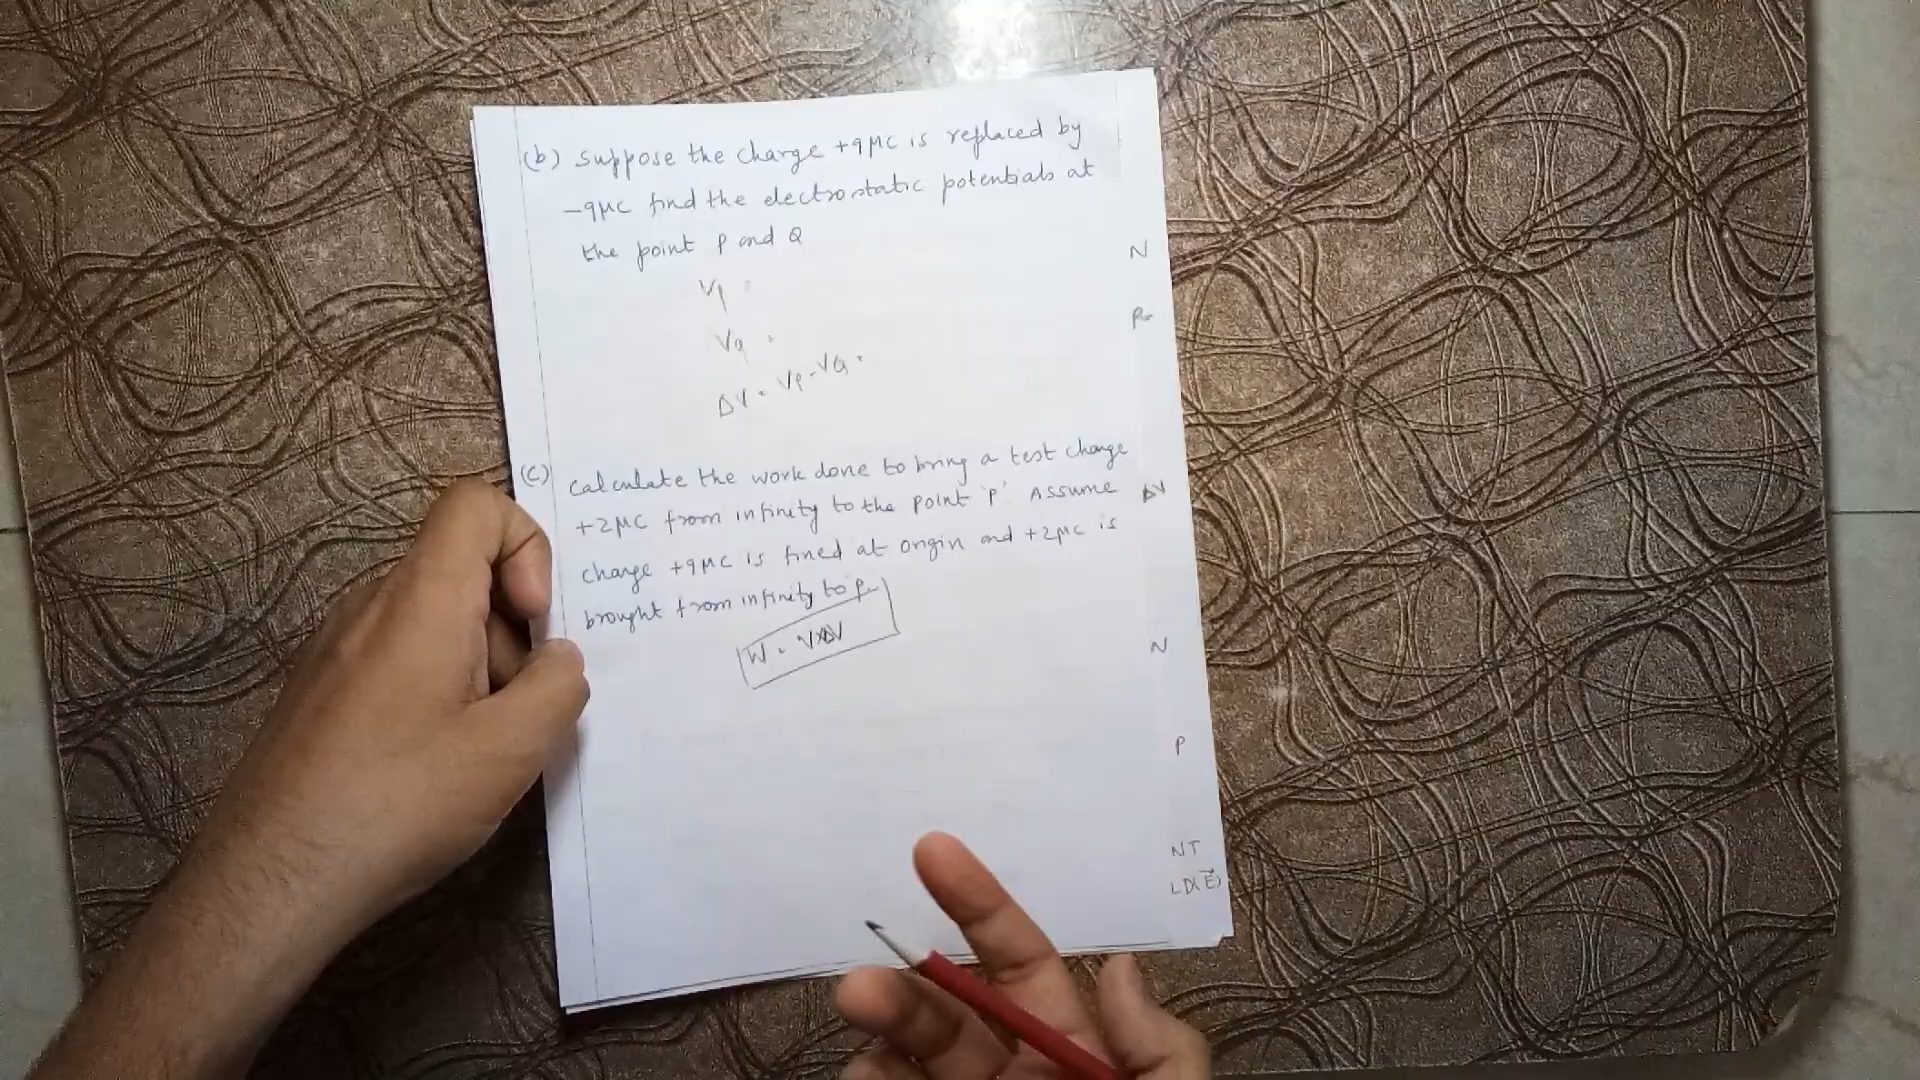 (b) suppose the charge +9μC is replaced by
-9μC find the electrostatic potentials at
the point P and Q
VP =
VQ =
ΔV = VP - VQ =
(C) calculate the work done to bring a test charge
+2μC from infinity to the point 'P'. Assume
charge +9μC is fined at origin and +2μC is
brought from infinity to P.
W =
N
P
ΔV
N
P
NT
LD(E⃗)